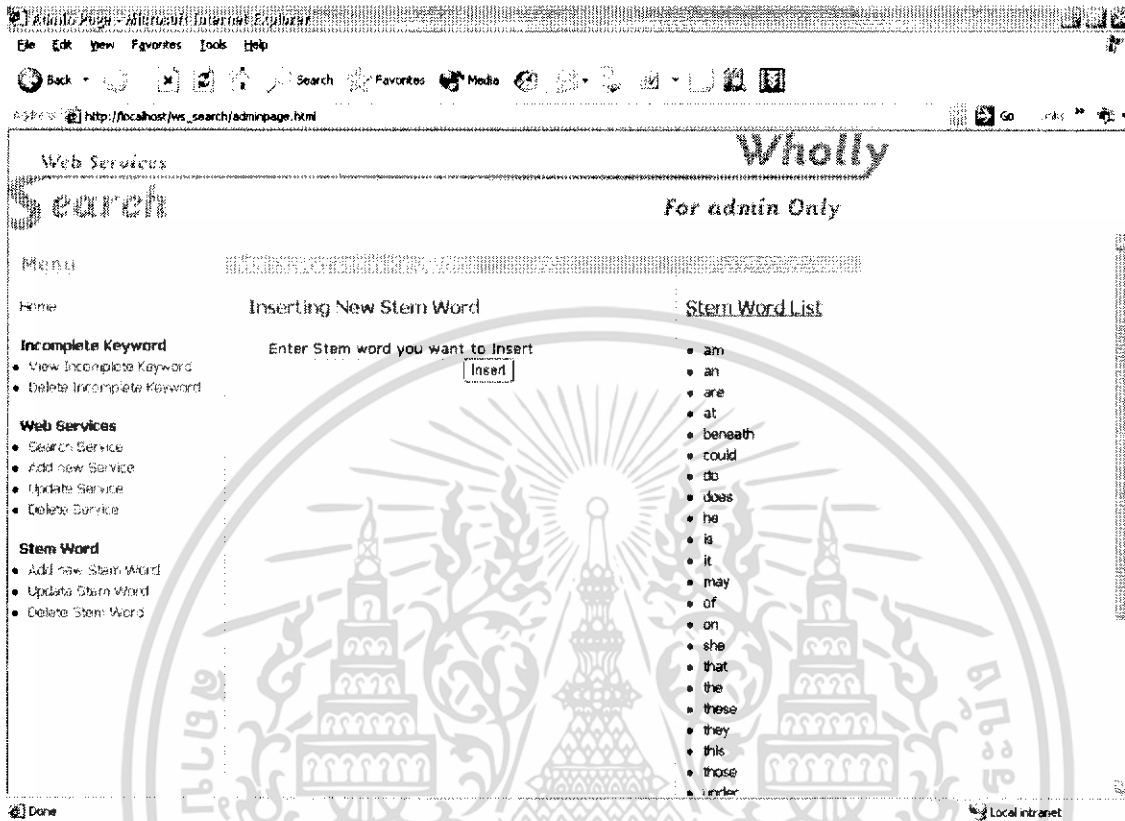 Admin Page - Microsoft Internet Explorer
File Edit View Favorites Tools Help
Back Search Favorites Media
Address http://localhost/ws_search/adminpage.html Go Links »
Web Services
Search
Wholly
For admin Only
Menu
Home
Incomplete Keyword
View Incomplete Keyword
Delete Incomplete Keyword
Web Services
Search Service
Add new Service
Update Service
Delete Service
Stem Word
Add new Stem Word
Update Stem Word
Delete Stem Word
Inserting New Stem Word
Enter Stem word you want to Insert
Insert
Stem Word List
am
an
are
at
beneath
could
do
does
he
is
it
may
of
on
she
that
the
these
they
this
those
under
Done
Local intranet